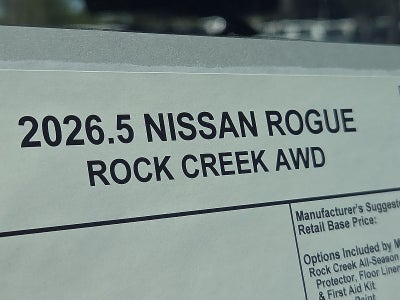 2026.5 NISSAN ROGUE
ROCK CREEK AWD
Manufacturer's Suggeste
Retail Base Price:
Options Included by M
Rock Creek All-Season
Protector, Floor Liner
& First Aid Kit
Paint